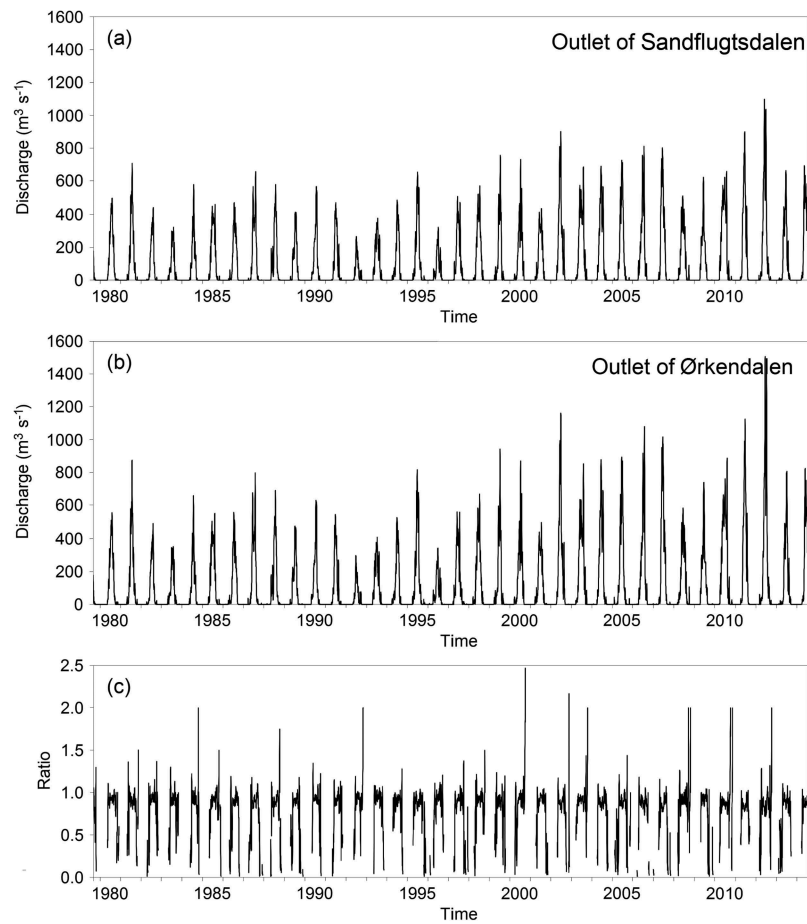 (a)
Outlet of Sandflugtsdalen
Discharge (m³ s⁻¹)
1600
1400
1200
1000
800
600
400
200
0
1980 1985 1990 1995 2000 2005 2010
Time
(b)
Outlet of Ørkendalen
Discharge (m³ s⁻¹)
1600
1400
1200
1000
800
600
400
200
0
1980 1985 1990 1995 2000 2005 2010
Time
(c)
Ratio
2.5
2.0
1.5
1.0
0.5
0.0
1980 1985 1990 1995 2000 2005 2010
Time